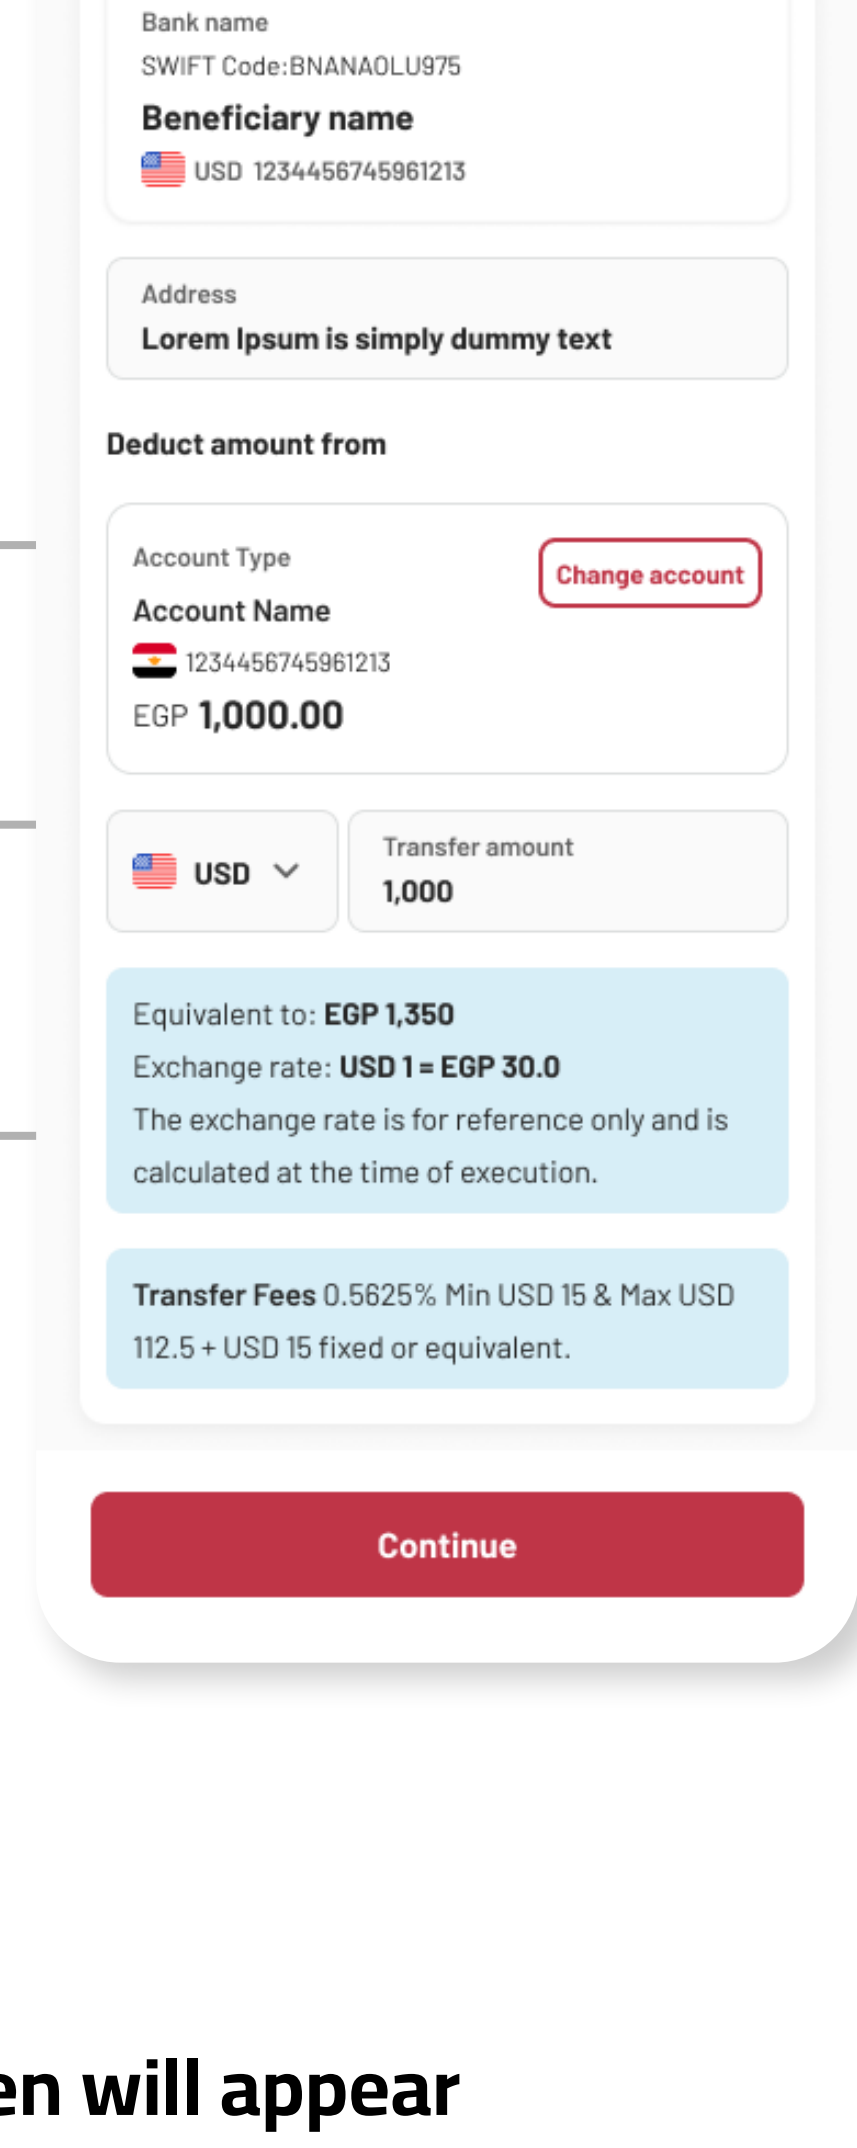 Bank name
SWIFT Code:BNANAOLU975
Beneficiary name
USD 1234456745961213
Address
Lorem Ipsum is simply dummy text
Deduct amount from
Account Type
Change account
Account Name
1234456745961213
EGP 1,000.00
USD
Transfer amount
1,000
Equivalent to: EGP 1,350
Exchange rate: USD 1 = EGP 30.0
The exchange rate is for reference only and is
calculated at the time of execution.
Transfer Fees 0.5625% Min USD 15 & Max USD
112.5 + USD 15 fixed or equivalent.
Continue
en will appear